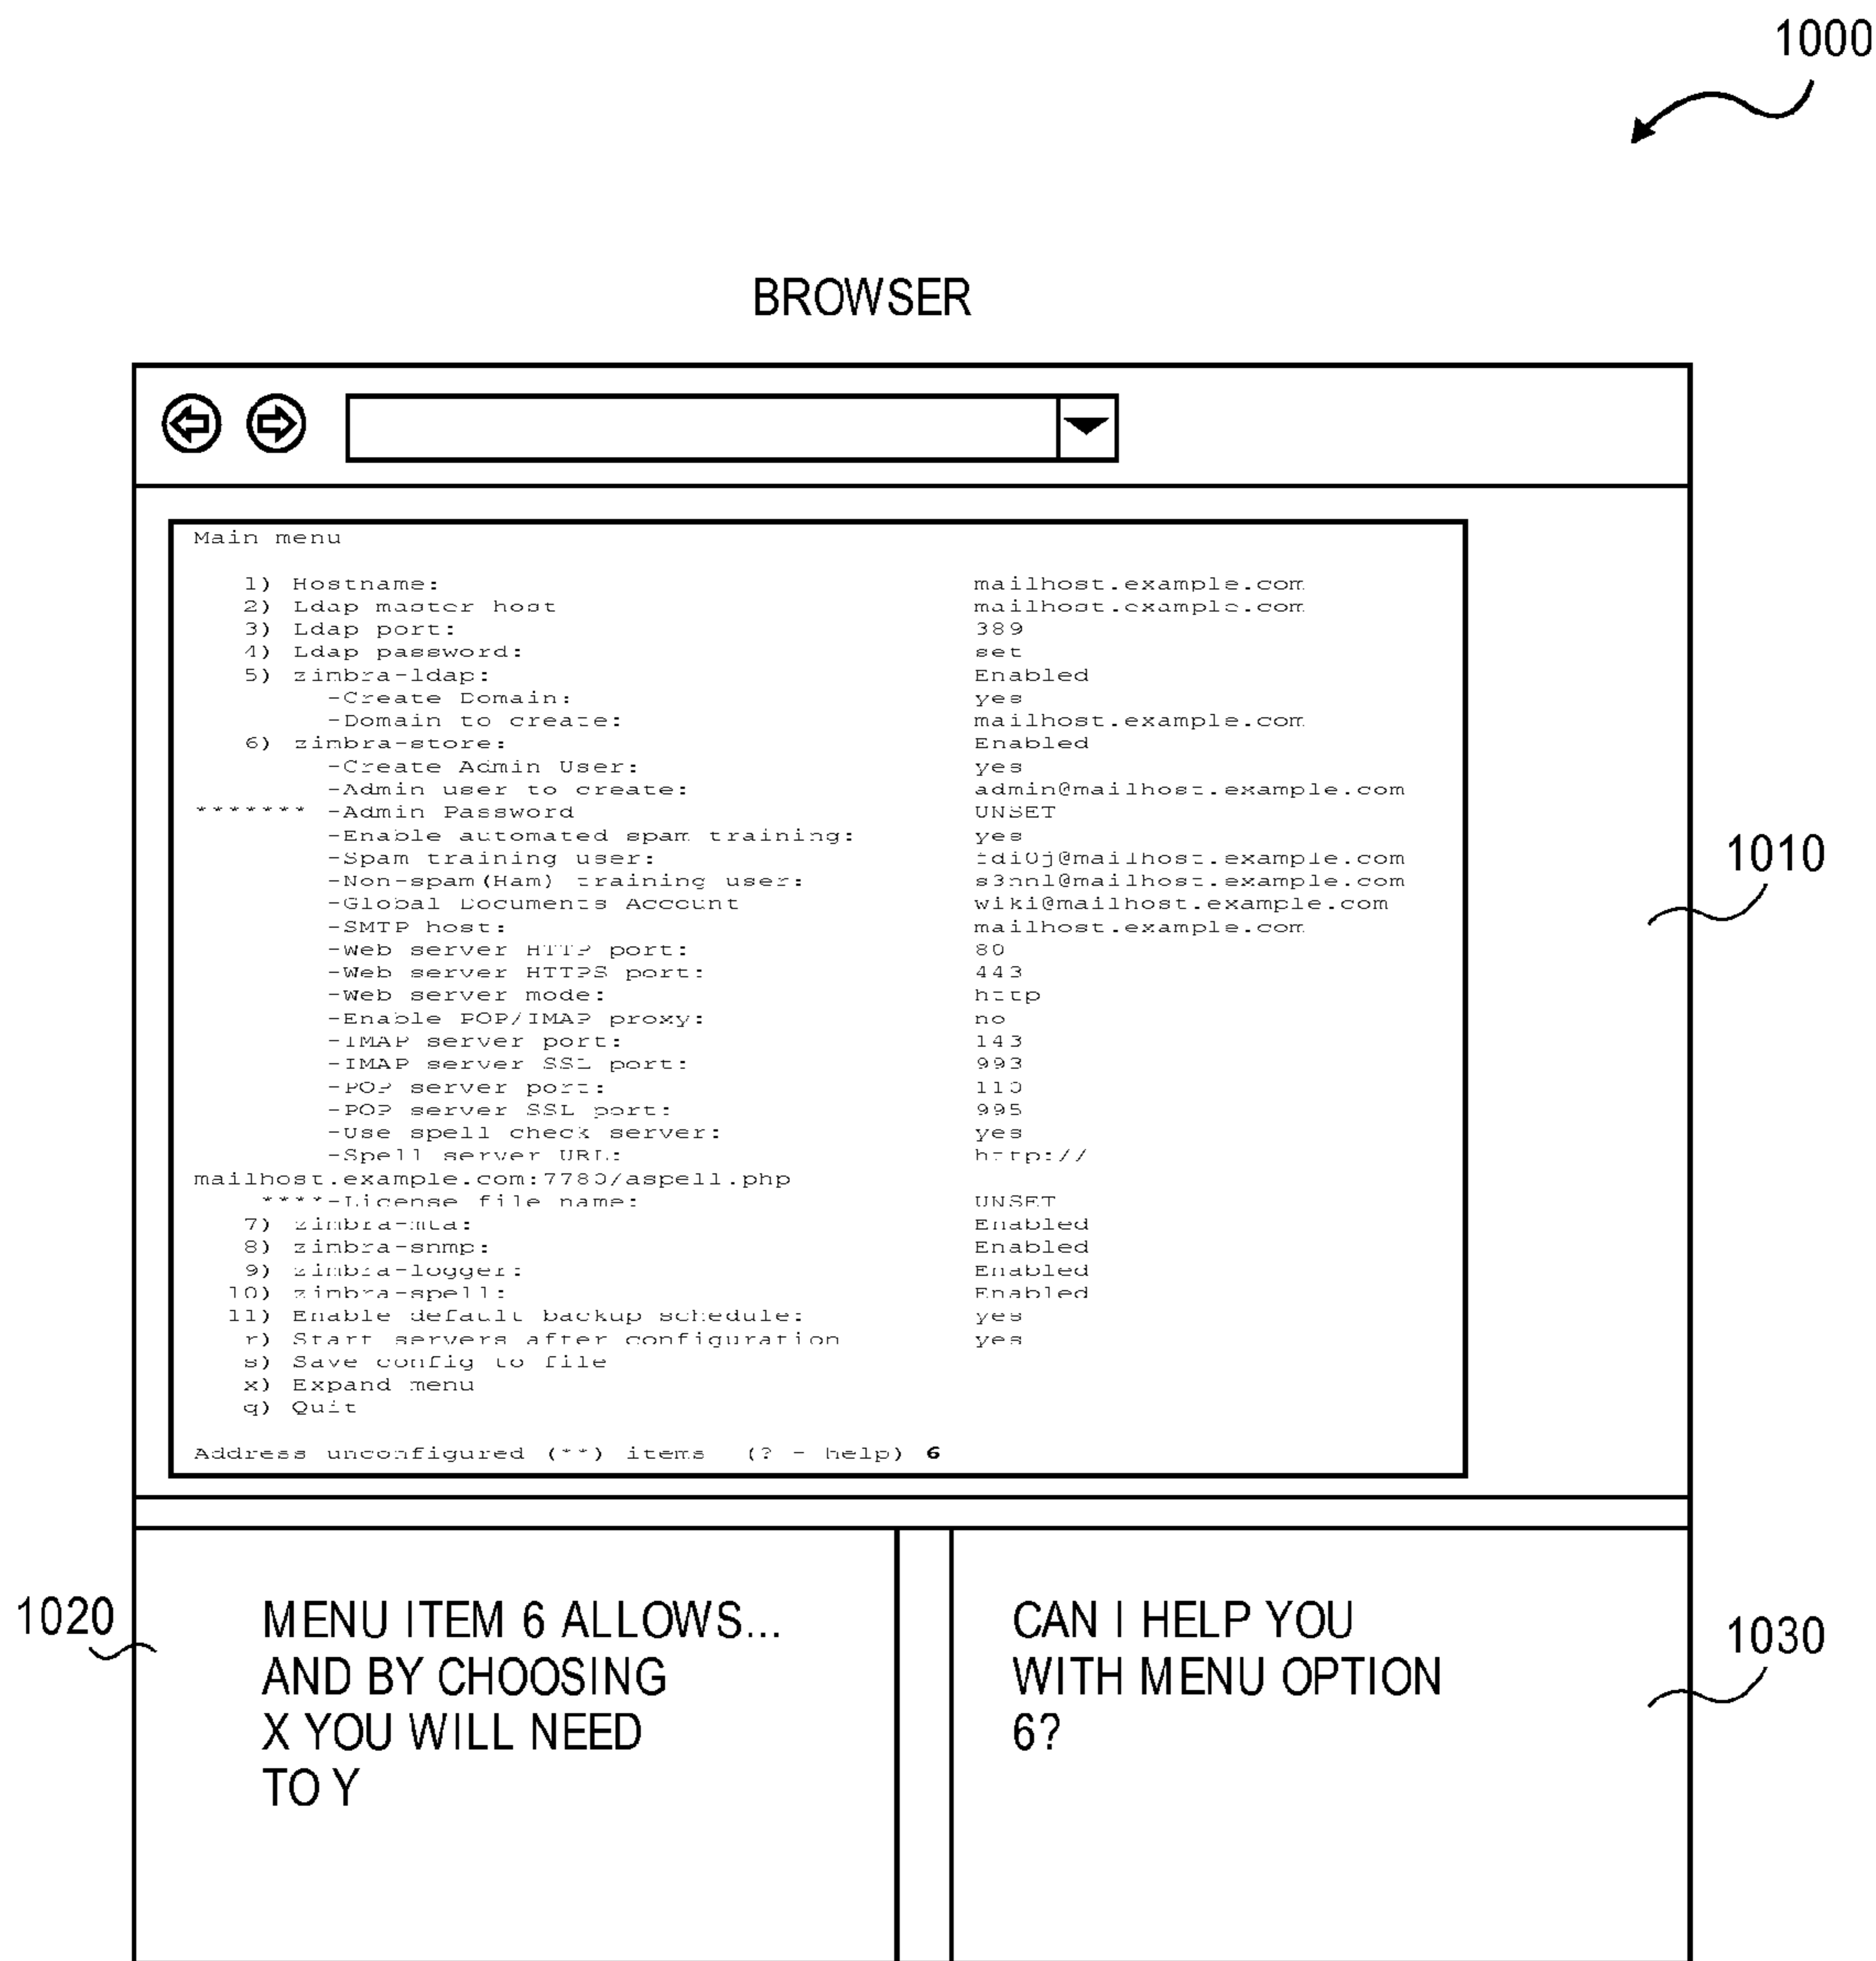 1000
BROWSER
Main menu
1) Hostname: mailhost.example.com
2) Ldap master host mailhost.example.com
3) Ldap port: 389
4) Ldap password: set
5) zimbra-ldap: Enabled
-Create Domain: yes
-Domain to create: mailhost.example.com
6) zimbra-store: Enabled
-Create Admin User: yes
-Admin user to create: admin@mailhost.example.com
******* -Admin Password UNSET
-Enable automated spam training: yes
-Spam training user: @mailhost.example.com
-Non-spam(Ham) training user: @mailhost.example.com
-Global Documents Account wiki@mailhost.example.com
-SMTP host: mailhost.example.com
-Web server HTTP port: 80
-Web server HTTPS port: 443
-Web server mode: http
-Enable POP/IMAP proxy: no
-IMAP server port: 143
-IMAP server SSL port: 993
-POP server port: 110
-POP server SSL port: 995
-Use spell check server: yes
-Spell server URL: http://
mailhost.example.com:7780/aspell.php
****-License file name: UNSET
7) zimbra-mta: Enabled
8) zimbra-snmp: Enabled
9) zimbra-logger: Enabled
10) zimbra-spell: Enabled
11) Enable default backup schedule: yes
r) Start servers after configuration yes
s) Save config to file
x) Expand menu
q) Quit
Address unconfigured (**) items (? - help) 6
1010
1020
MENU ITEM 6 ALLOWS...
AND BY CHOOSING
X YOU WILL NEED
TO Y
CAN I HELP YOU
WITH MENU OPTION
6?
1030